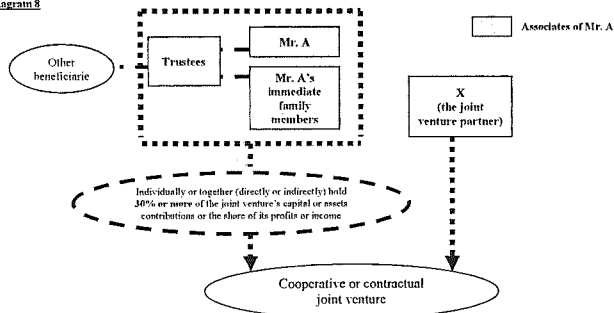 agram 8
Associates of Mr. A
Other
beneficiarie
Trustees
Mr. A
Mr. A's
immediate
family
members
X
(the joint
venture partner)
Individually or together (directly or indirectly) hold
30% or more of the joint venture's capital or assets
contributions or the share of its profits or income
Cooperative or contractual
joint venture